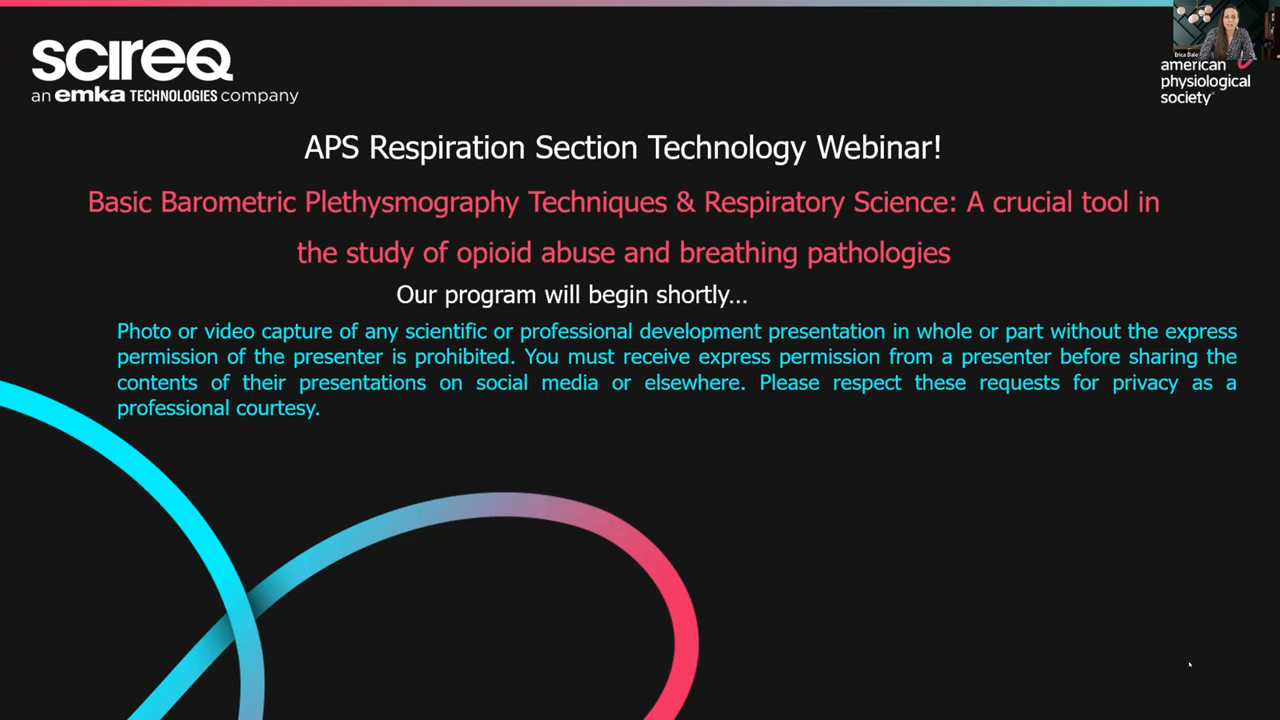 scireq
an emka TECHNOLOGIES company
Erica Dale
american
physiological
society
APS Respiration Section Technology Webinar!
Basic Barometric Plethysmography Techniques & Respiratory Science: A crucial tool in
the study of opioid abuse and breathing pathologies
Our program will begin shortly...
Photo or video capture of any scientific or professional development presentation in whole or part without the express
permission of the presenter is prohibited. You must receive express permission from a presenter before sharing the
contents of their presentations on social media or elsewhere. Please respect these requests for privacy as a
professional courtesy.